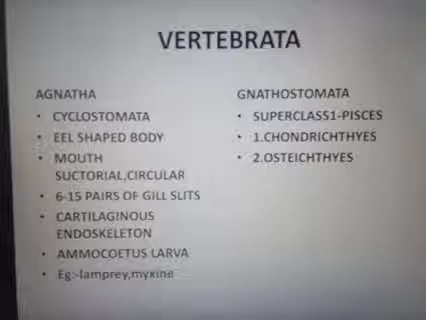 VERTEBRATA
AGNATHA
• CYCLOSTOMATA
• EEL SHAPED BODY
• MOUTH
SUCTORIAL,CIRCULAR
• 6-15 PAIRS OF GILL SLITS
• CARTILAGINOUS
ENDOSKELETON
• AMMOCOETUS LARVA
• Eg:-lamprey,myxine
GNATHOSTOMATA
• SUPERCLASS1-PISCES
• 1.CHONDRICHTHYES
• 2.OSTEICHTHYES